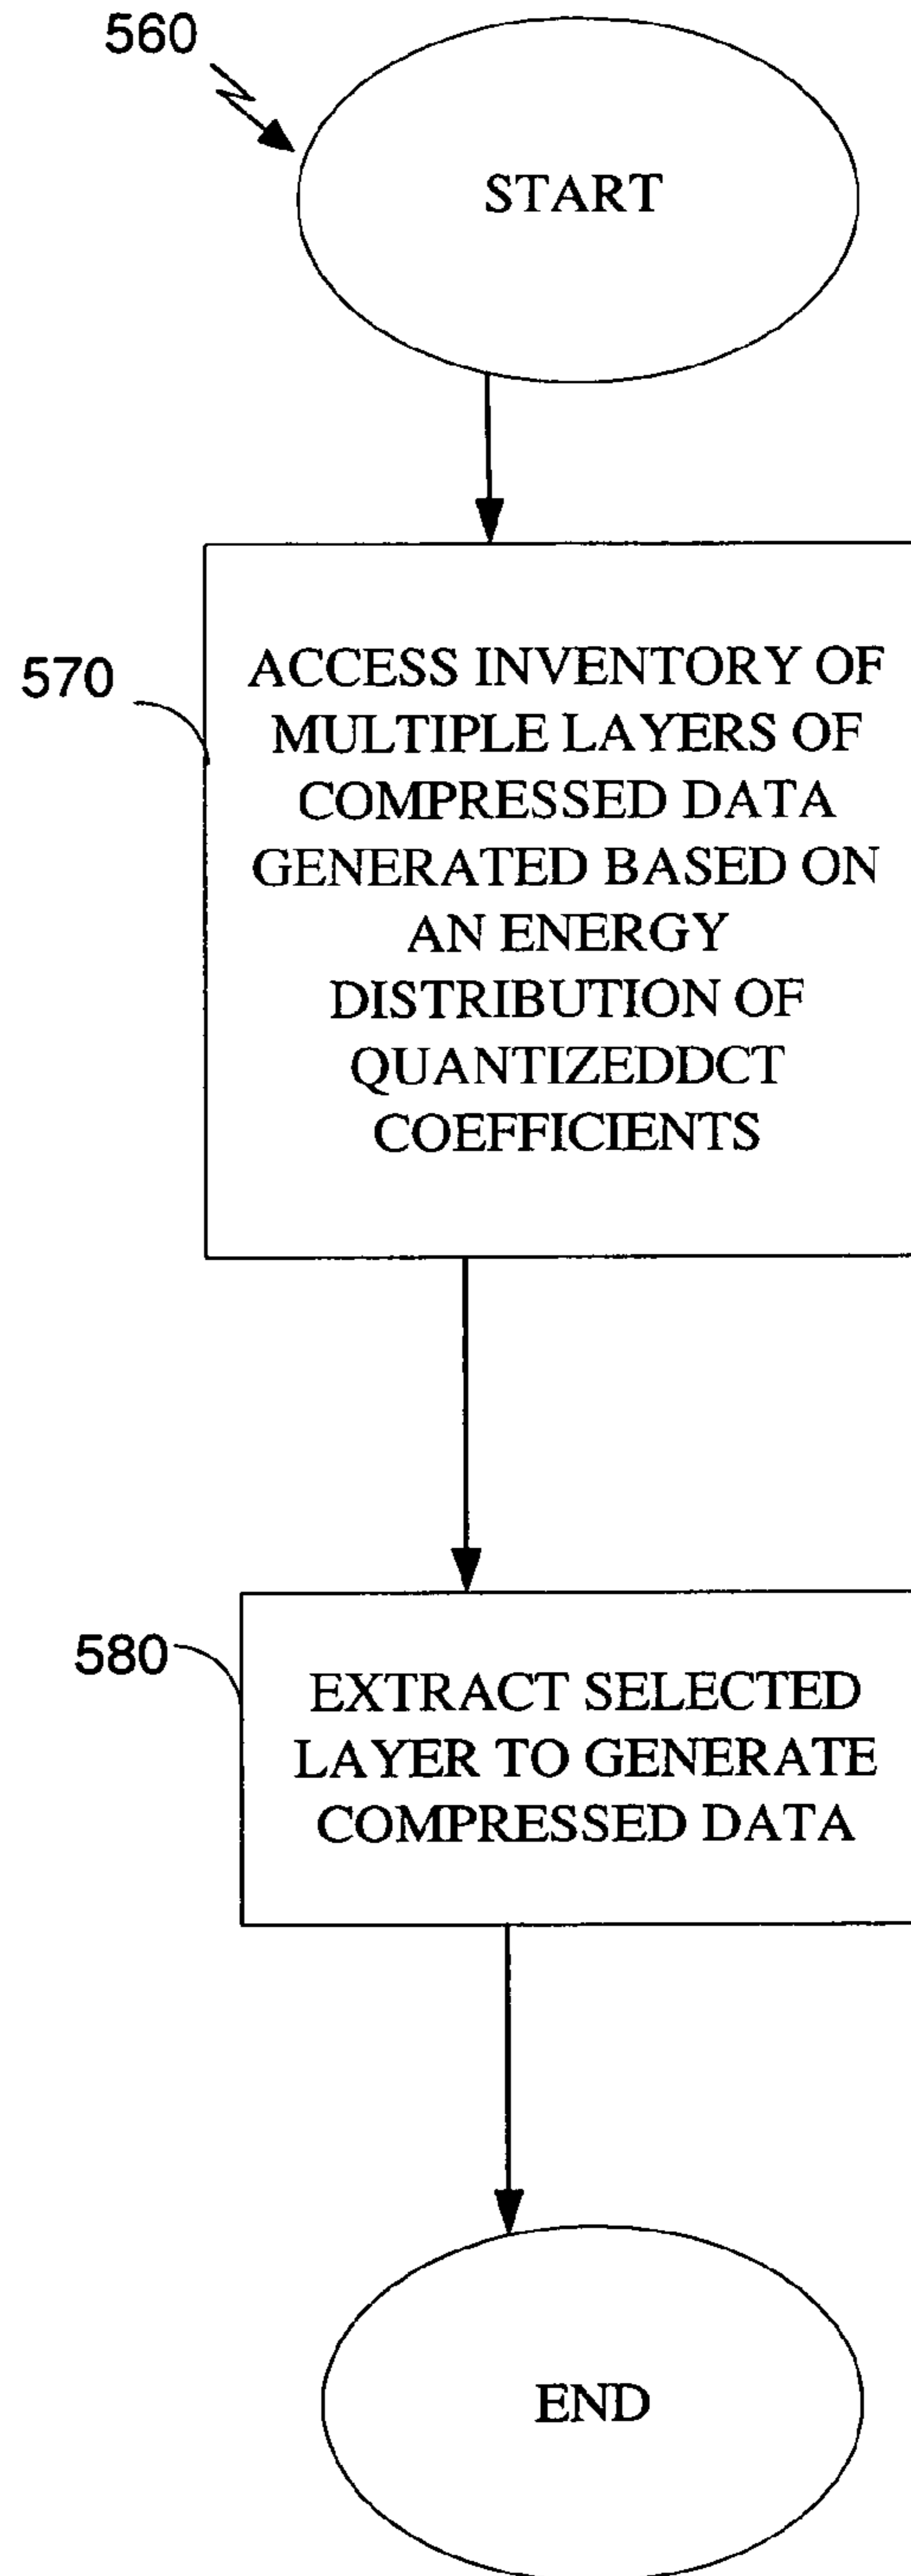 560
START
570
ACCESS INVENTORY OF
MULTIPLE LAYERS OF
COMPRESSED DATA
GENERATED BASED ON
AN ENERGY
DISTRIBUTION OF
QUANTIZEDDCT
COEFFICIENTS
580
EXTRACT SELECTED
LAYER TO GENERATE
COMPRESSED DATA
END